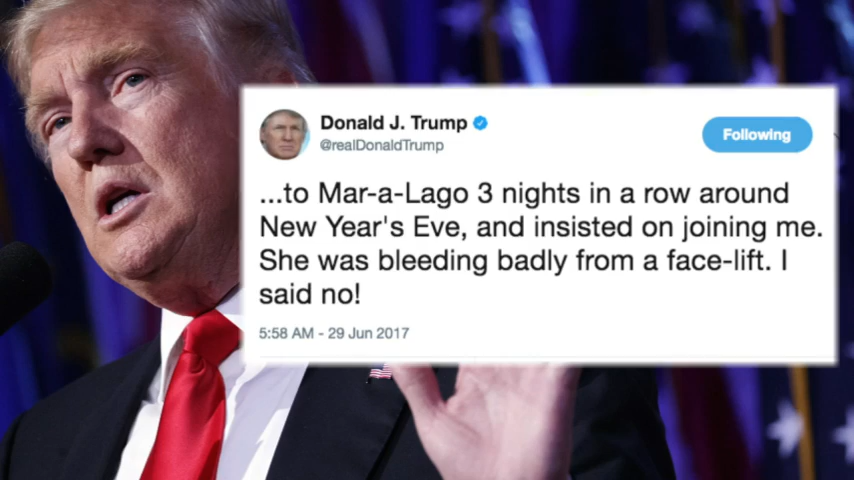 Donald J. Trump
@realDonaldTrump
Following
...to Mar-a-Lago 3 nights in a row around
New Year's Eve, and insisted on joining me.
She was bleeding badly from a face-lift. I
said no!
5:58 AM - 29 Jun 2017